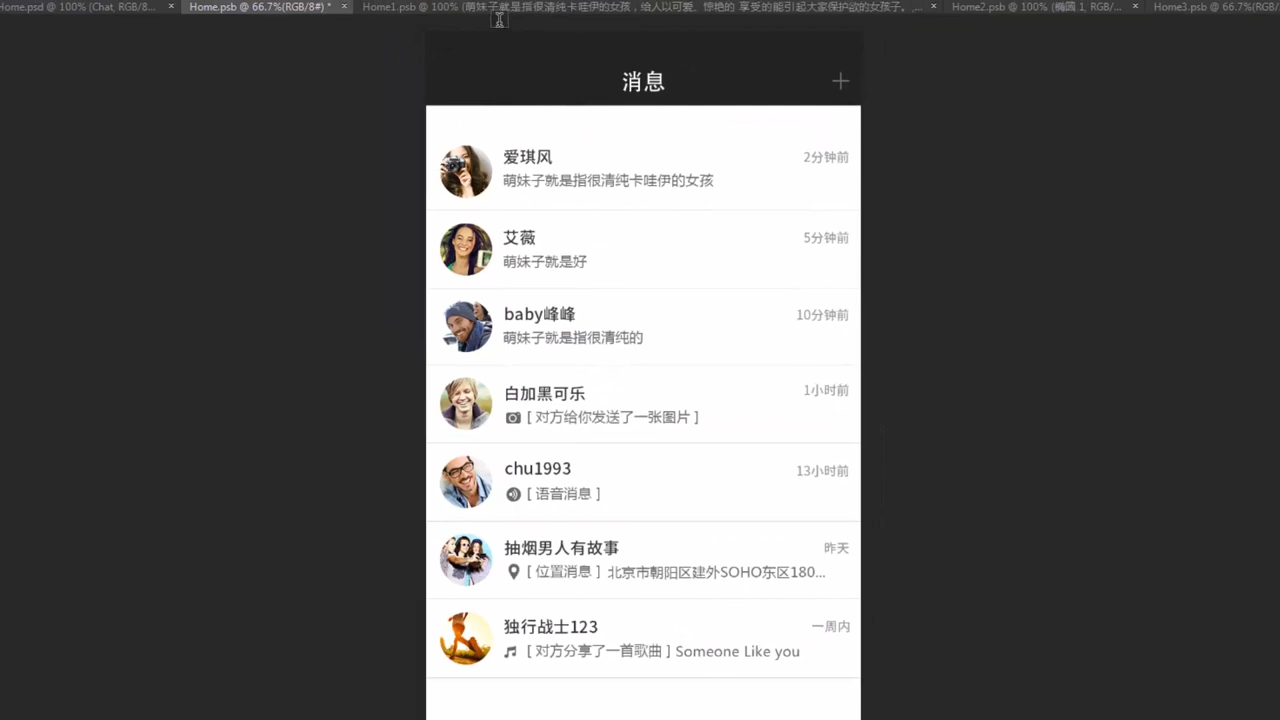 Home.psd @ 100% (Chat, RGB/8...
Home.psb @ 66.7%(RGB/8#) *
Home1.psb @ 100% (萌妹子就是指很清纯卡哇伊的女孩，给人以可爱、惊艳的 享受的能引起大家保护欲的女孩子。,...
Home2.psb @ 100% (椭圆 1, RGB/...
Home3.psb @ 66.7%(RGB/
消息
爱琪风
2分钟前
萌妹子就是指很清纯卡哇伊的女孩
艾薇
5分钟前
萌妹子就是好
baby峰峰
10分钟前
萌妹子就是指很清纯的
白加黑可乐
1小时前
[ 对方给你发送了一张图片 ]
chu1993
13小时前
[ 语音消息 ]
抽烟男人有故事
昨天
[ 位置消息 ] 北京市朝阳区建外SOHO东区180...
独行战士123
一周内
[ 对方分享了一首歌曲 ] Someone Like you